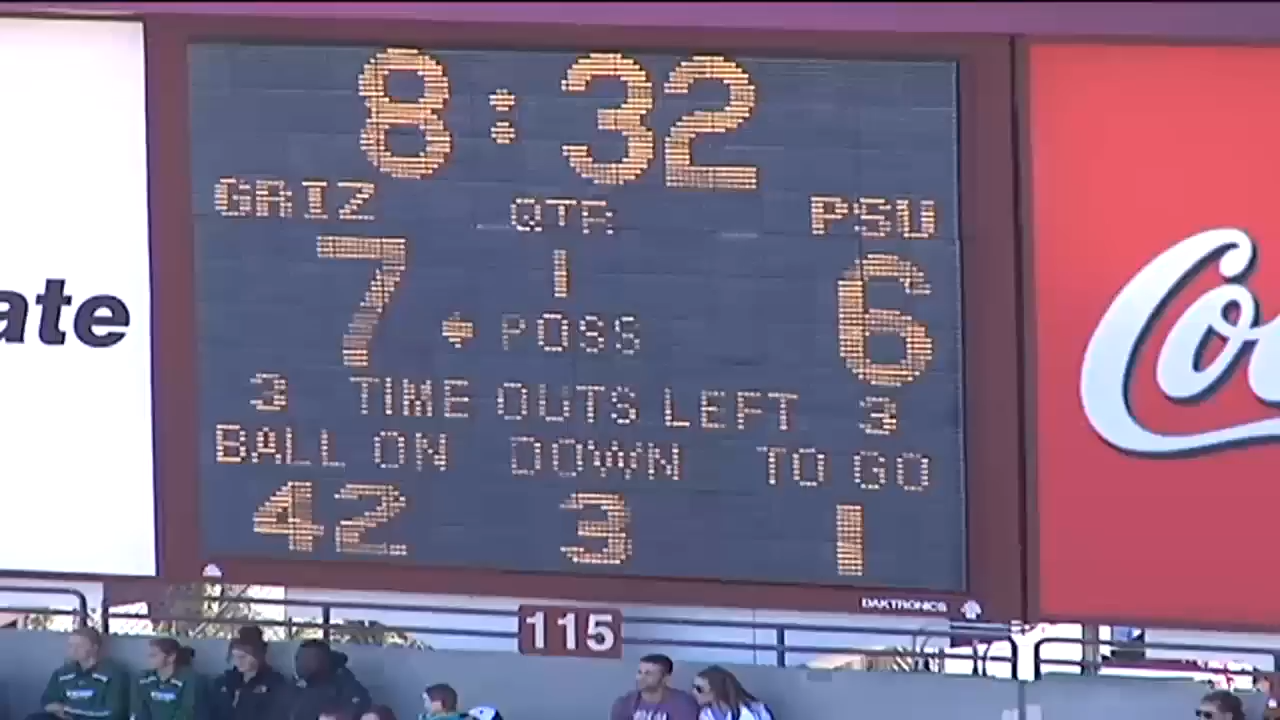 8:32
GRIZ QTR PSU
7 1 6
POSS
3 TIME OUTS LEFT 3
BALL ON DOWN TO GO
42 3 1
ate
Co
DAKTRONICS
115